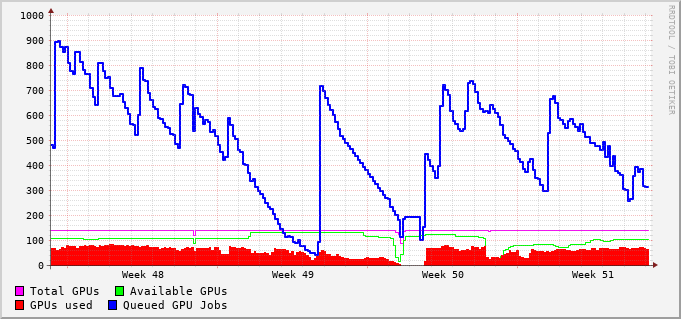 1000
900
800
700
600
500
400
300
200
100
0
Week 48 Week 49 Week 50 Week 51
Total GPUs Available GPUs
GPUs used Queued GPU Jobs
RRDTOOL / TOBI OETIKER